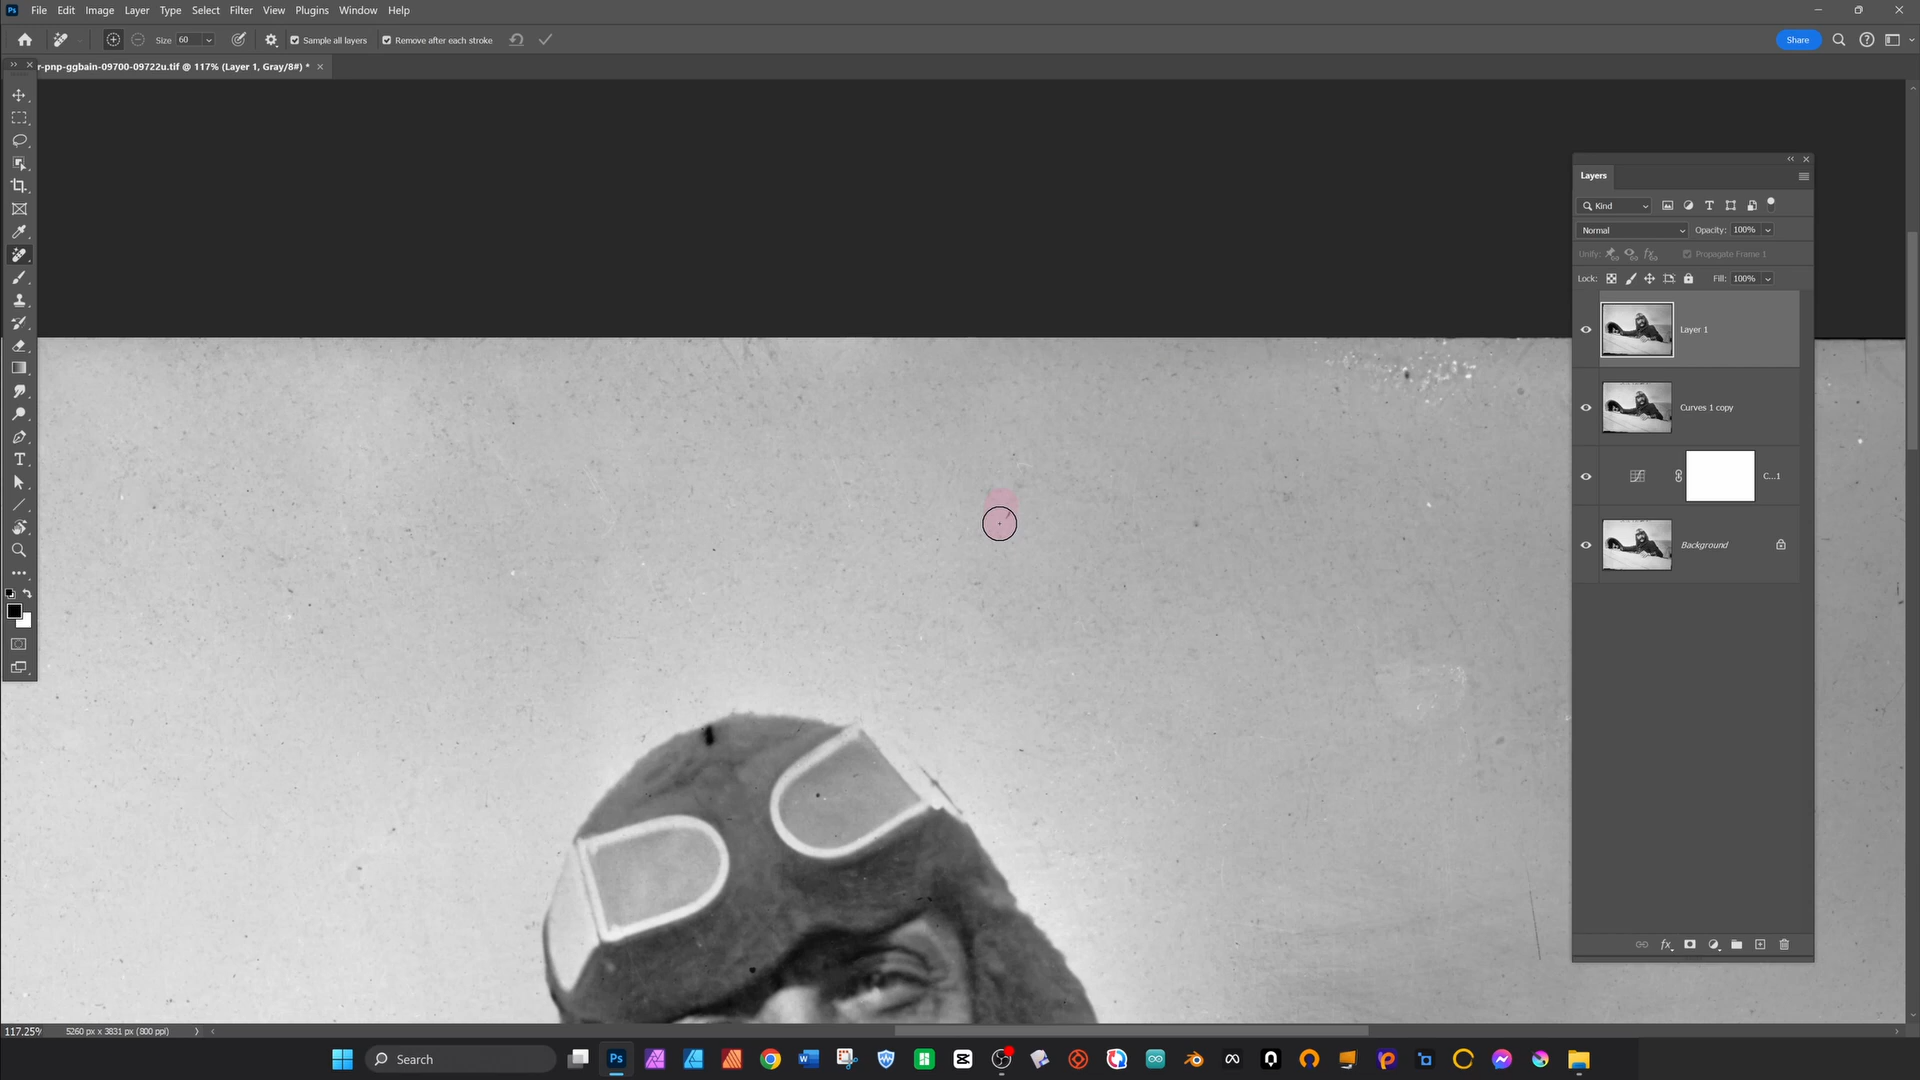 Ps File Edit Image Layer Type Select Filter View Plugins Window Help
Size 60 Sample all layers Remove after each stroke Share
r-pnp-ggbain-09700-09722u.tif @ 117% (Layer 1, Gray/8#) *
Layers
Kind
Normal Opacity: 100%
Unify: Propagate Frame 1
Lock: Fill: 100%
Layer 1
Curves 1 copy
C...1
Background
117.25% 5260 px x 3831 px (800 ppi)
Search Ps